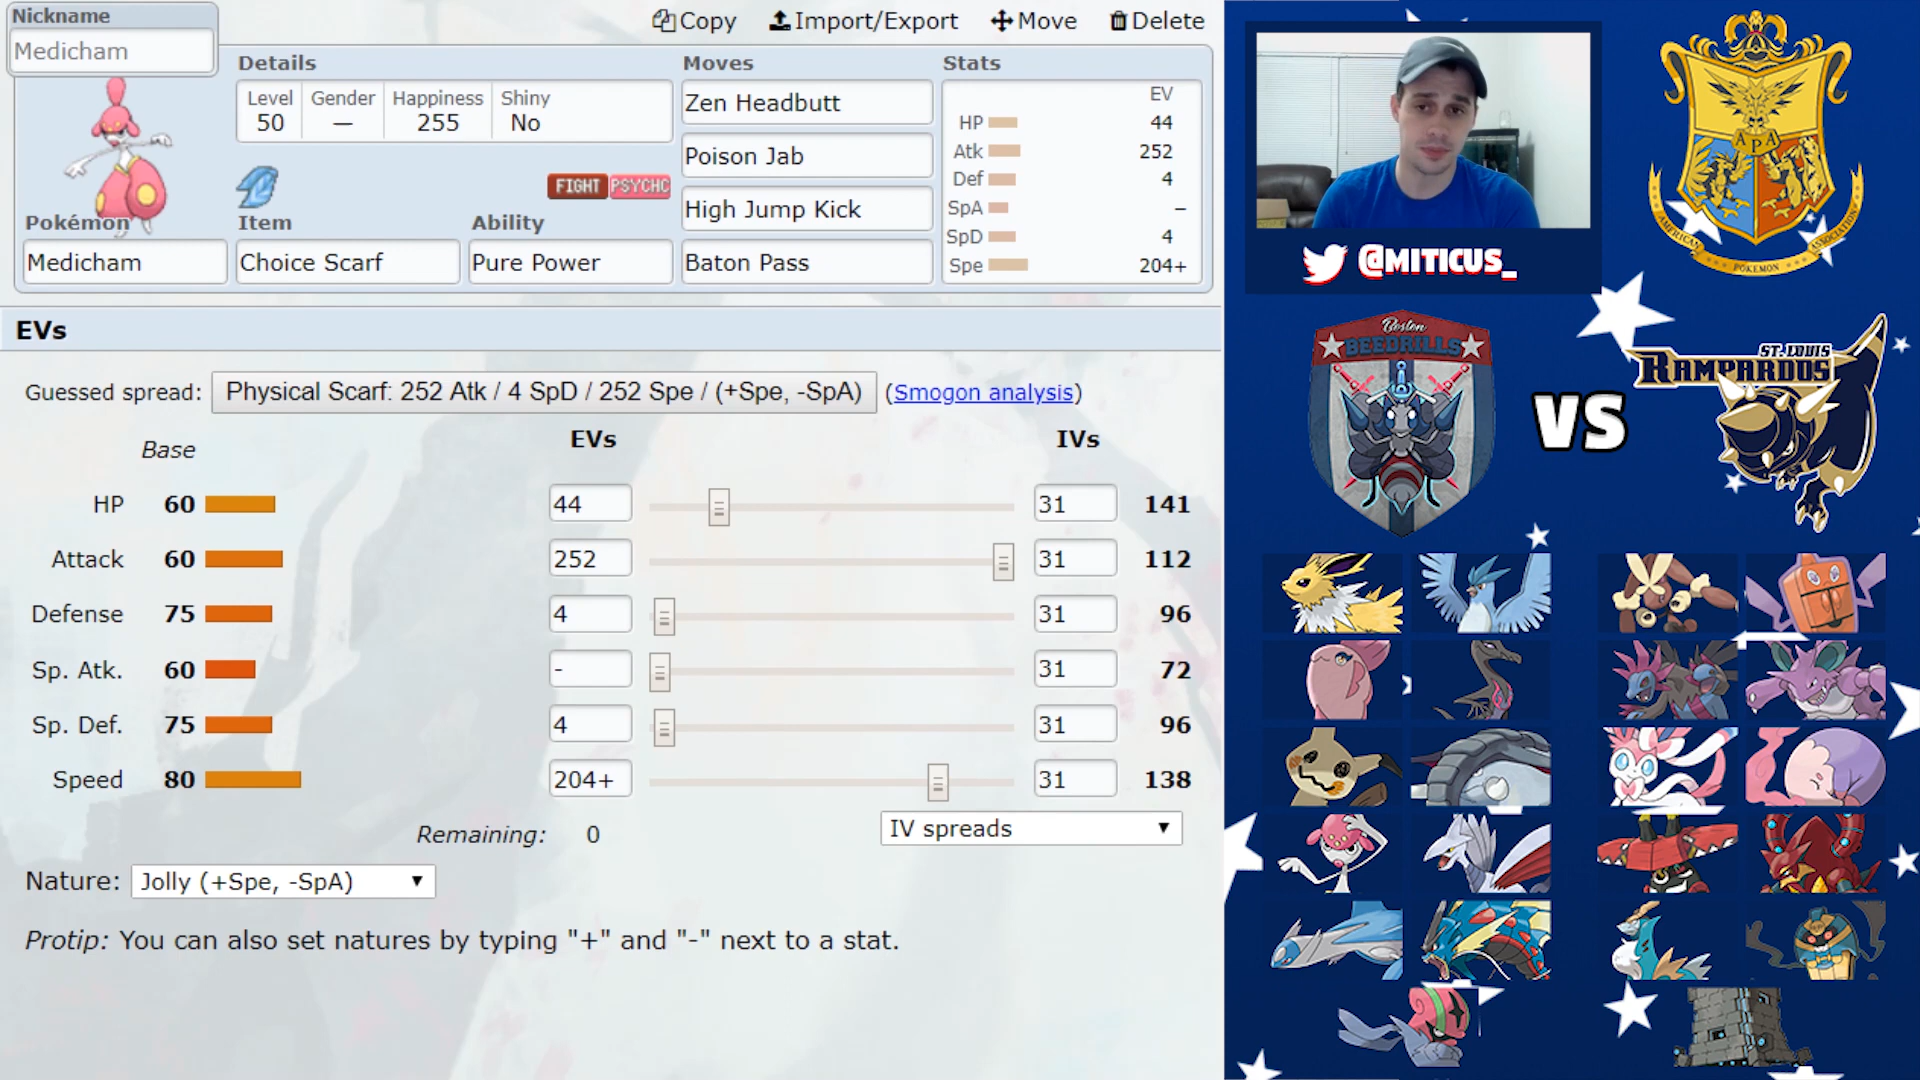 Nickname
Medicham
Copy
Import/Export
Move
Delete
Details
Moves
Stats
Level
50
Gender
—
Happiness
255
Shiny
No
FIGHT
PSYCHC
Pokémon
Medicham
Item
Choice Scarf
Ability
Pure Power
Zen Headbutt
Poison Jab
High Jump Kick
Baton Pass
EV
HP 44
Atk 252
Def 4
SpA –
SpD 4
Spe 204+
EVs
Guessed spread: Physical Scarf: 252 Atk / 4 SpD / 252 Spe / (+Spe, -SpA) (Smogon analysis)
Base EVs IVs
HP 60 44 31 141
Attack 60 252 31 112
Defense 75 4 31 96
Sp. Atk. 60 - 31 72
Sp. Def. 75 4 31 96
Speed 80 204+ 31 138
Remaining: 0
IV spreads
Nature: Jolly (+Spe, -SpA)
Protip: You can also set natures by typing "+" and "-" next to a stat.
@MITICUS_
APA
AMERICAN POKEMON ASSOCIATION
Boston
BEEDRILLS
VS
ST. LOUIS
RAMPARDOS